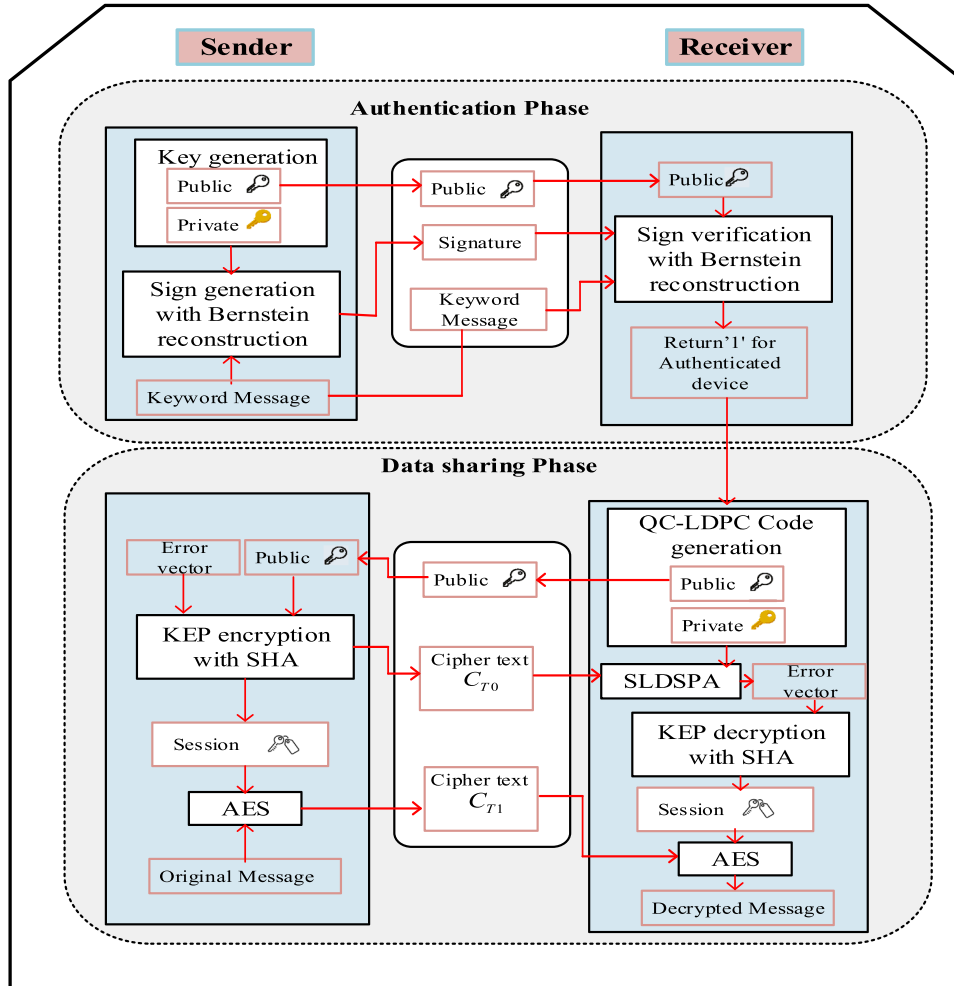 Sender
Receiver
Authentication Phase
Key generation
Public
Private
Sign generation
with Bernstein
reconstruction
Keyword Message
Public
Signature
Keyword
Message
Public
Sign verification
with Bernstein
reconstruction
Return'1' for
Authenticated
device
Data sharing Phase
Error
vector
Public
KEP encryption
with SHA
Session
AES
Original Message
Public
Cipher text
C_{T0}
Cipher text
C_{T1}
QC-LDPC Code
generation
Public
Private
SLDSPA
Error
vector
KEP decryption
with SHA
Session
AES
Decrypted Message